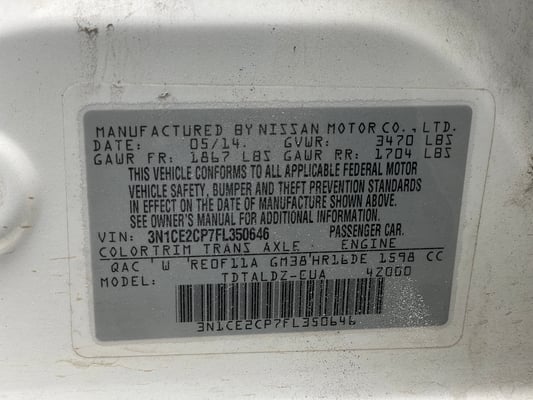 MANUFACTURED BY NISSAN MOTOR CO., LTD.
DATE: 05/14. GVWR: 3470 LBS
GAWR FR: 1867 LBS GAWR RR: 1704 LBS
THIS VEHICLE CONFORMS TO ALL APPLICABLE FEDERAL MOTOR
VEHICLE SAFETY, BUMPER AND THEFT PREVENTION STANDARDS
IN EFFECT ON THE DATE OF MANUFACTURE SHOWN ABOVE.
SEE OWNER'S MANUAL FOR ADDITIONAL INFORMATION.
VIN: 3N1CE2CP7FL350646 PASSENGER CAR.
COLOR TRIM TRANS AXLE ENGINE
QAC W RE0F11A GM38 HR16DE 1598 CC
MODEL: TDTALDZ-EUA 42000
3N1CE2CP7FL350646